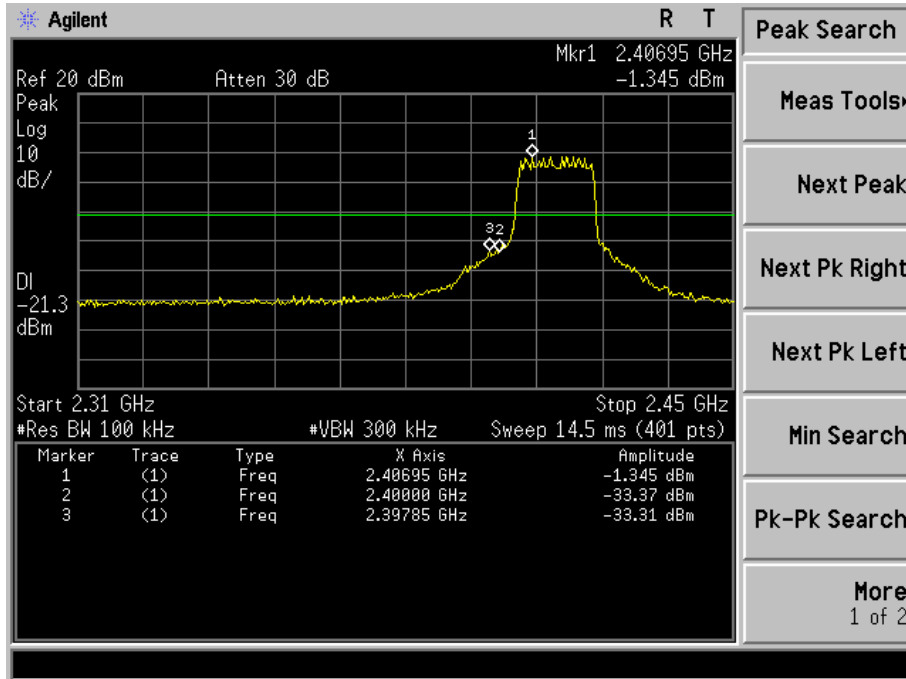 Agilent
R T
Mkr1 2.40695 GHz
Ref 20 dBm Atten 30 dB -1.345 dBm
Peak
Log
10
dB/
1
32
DI
-21.3
dBm
Start 2.31 GHz Stop 2.45 GHz
#Res BW 100 kHz #VBW 300 kHz Sweep 14.5 ms (401 pts)
Marker Trace Type X Axis Amplitude
1 (1) Freq 2.40695 GHz -1.345 dBm
2 (1) Freq 2.40000 GHz -33.37 dBm
3 (1) Freq 2.39785 GHz -33.31 dBm
Peak Search
Meas Tools
Next Peak
Next Pk Right
Next Pk Left
Min Search
Pk-Pk Search
More
1 of 2